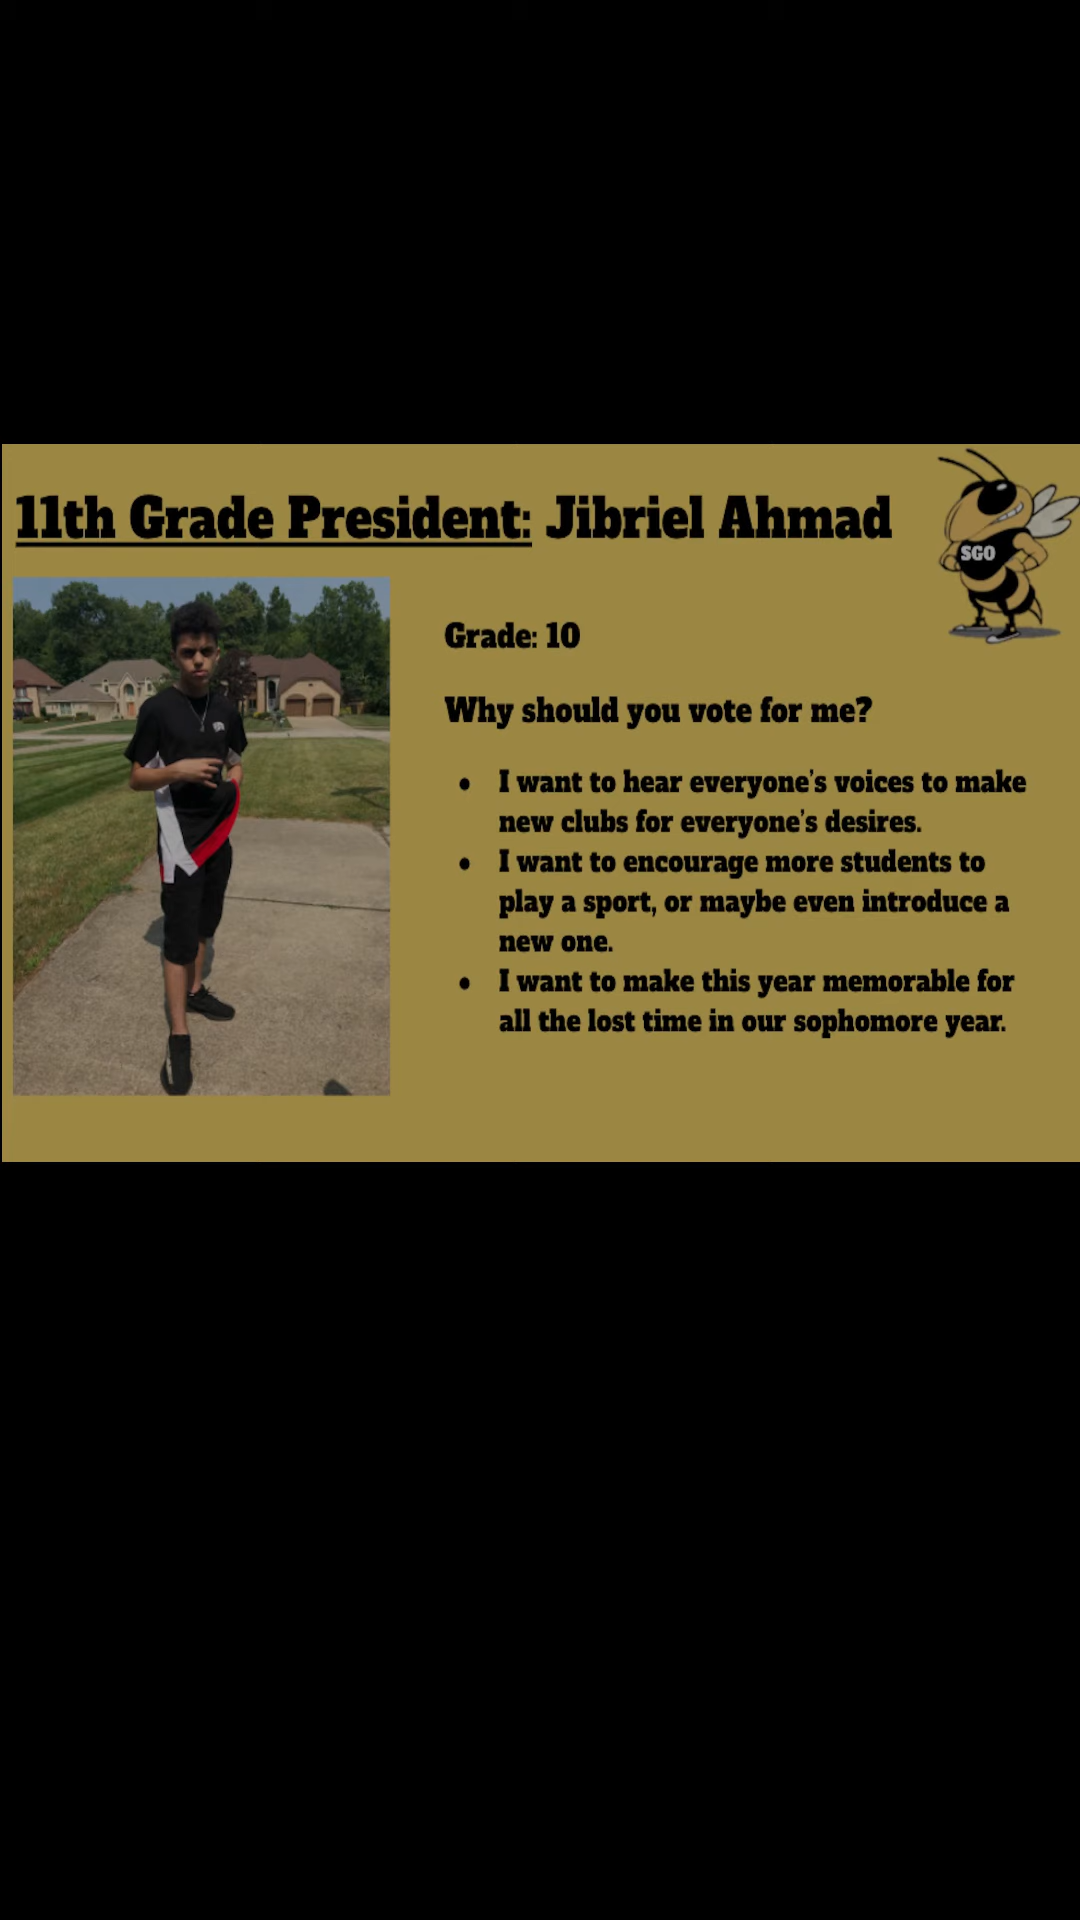 11th Grade President: Jibriel Ahmad
SGO
Grade: 10
Why should you vote for me?
● I want to hear everyone's voices to make
new clubs for everyone's desires.
● I want to encourage more students to
play a sport, or maybe even introduce a
new one.
● I want to make this year memorable for
all the lost time in our sophomore year.